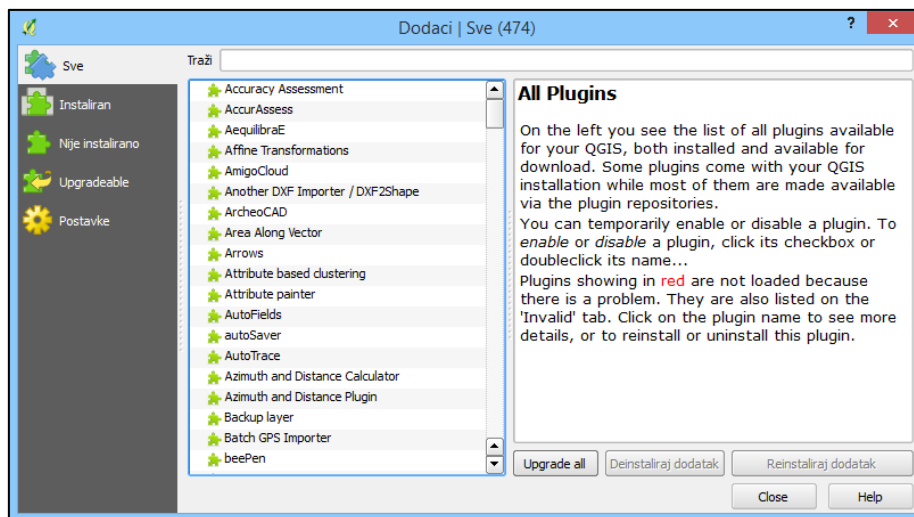 Dodaci | Sve (474)
?
×
Sve
Instaliran
Nije instalirano
Upgradeable
Postavke
Traži
Accuracy Assessment
AccurAssess
AequilibraE
Affine Transformations
AmigoCloud
Another DXF Importer / DXF2Shape
ArcheoCAD
Area Along Vector
Arrows
Attribute based clustering
Attribute painter
AutoFields
autoSaver
AutoTrace
Azimuth and Distance Calculator
Azimuth and Distance Plugin
Backup layer
Batch GPS Importer
beePen
All Plugins
On the left you see the list of all plugins available
for your QGIS, both installed and available for
download. Some plugins come with your QGIS
installation while most of them are made available
via the plugin repositories.
You can temporarily enable or disable a plugin. To
enable or disable a plugin, click its checkbox or
doubleclick its name...
Plugins showing in red are not loaded because
there is a problem. They are also listed on the
'Invalid' tab. Click on the plugin name to see more
details, or to reinstall or uninstall this plugin.
Upgrade all
Deinstaliraj dodatak
Reinstaliraj dodatak
Close
Help